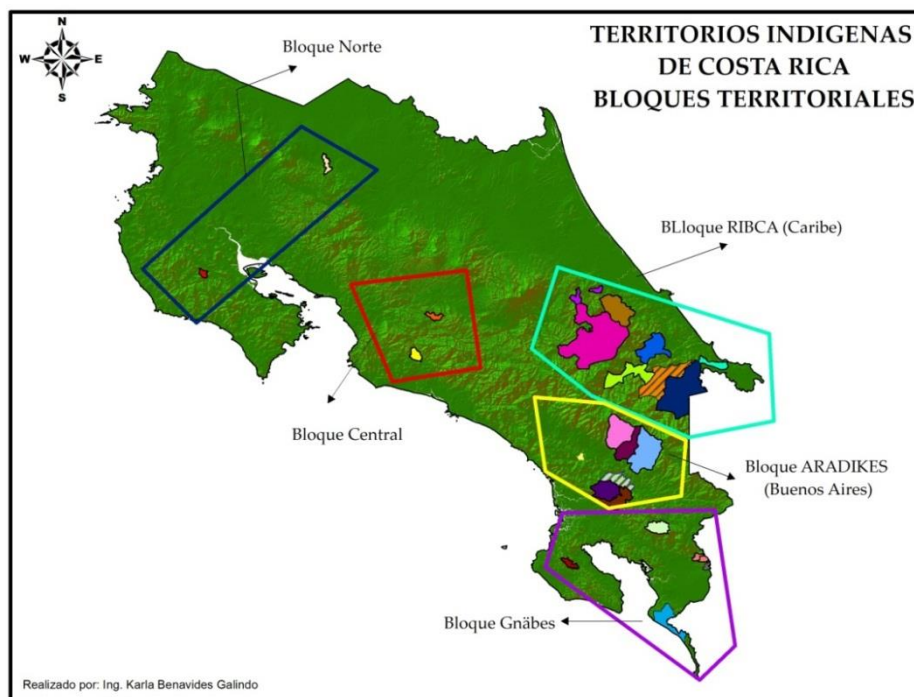 TERRITORIOS INDIGENAS
DE COSTA RICA
BLOQUES TERRITORIALES
N
W
E
S
Bloque Norte
BLloque RIBCA (Caribe)
Bloque Central
Bloque ARADIKES
(Buenos Aires)
Bloque Gnäbes
Realizado por: Ing. Karla Benavides Galindo